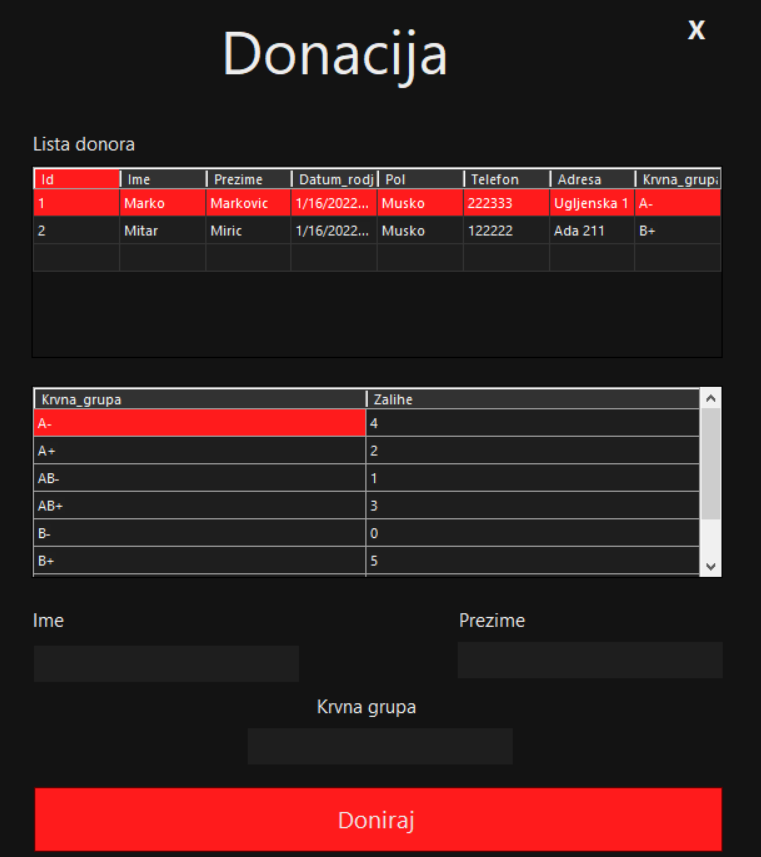 X
Donacija
Lista donora
Id Ime Prezime Datum_rodj Pol Telefon Adresa Krvna_grupa
1 Marko Markovic 1/16/2022... Musko 222333 Ugljenska 1 A-
2 Mitar Miric 1/16/2022... Musko 122222 Ada 211 B+
Krvna_grupa Zalihe
A- 4
A+ 2
AB- 1
AB+ 3
B- 0
B+ 5
Ime Prezime
Krvna grupa
Doniraj